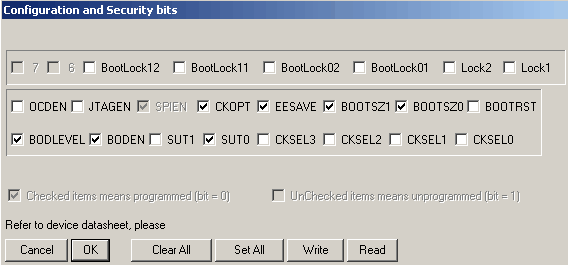 Configuration and Security bits
7 6 BootLock12 BootLock11 BootLock02 BootLock01 Lock2 Lock1
OCDEN JTAGEN SPIEN CKOPT EESAVE BOOTSZ1 BOOTSZ0 BOOTRST
BODLEVEL BODEN SUT1 SUT0 CKSEL3 CKSEL2 CKSEL1 CKSEL0
Checked items means programmed (bit = 0) UnChecked items means unprogrammed (bit = 1)
Refer to device datasheet, please
Cancel OK Clear All Set All Write Read